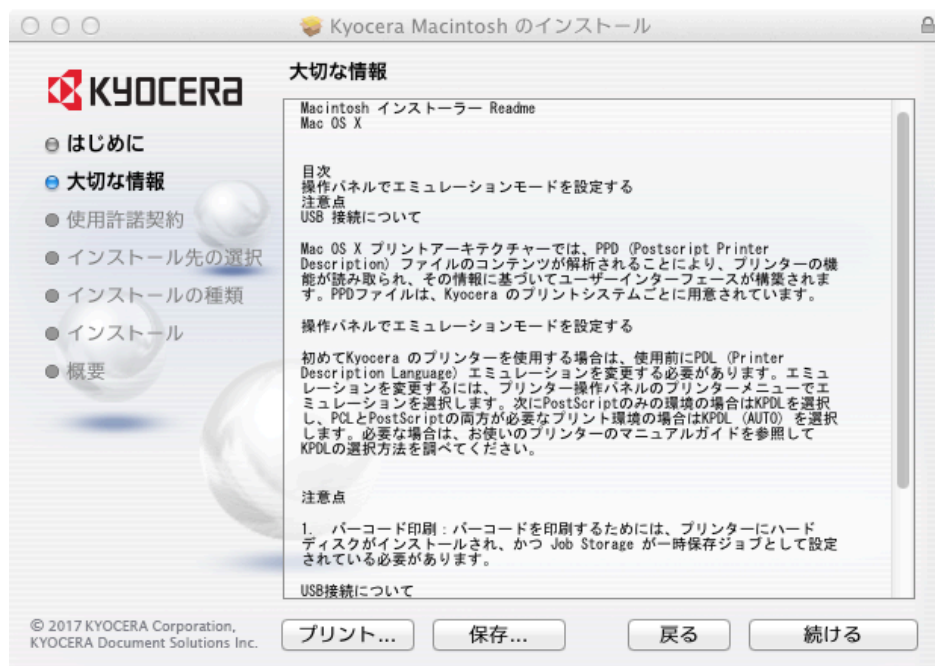 Kyocera Macintosh のインストール
KYOCERA
はじめに
大切な情報
使用許諾契約
インストール先の選択
インストールの種類
インストール
概要
大切な情報
Macintosh インストーラー Readme
Mac OS X
目次
操作パネルでエミュレーションモードを設定する
注意点
USB 接続について
Mac OS X プリントアーキテクチャーでは、PPD (Postscript Printer
Description) ファイルのコンテンツが解析されることにより、プリンターの機
能が読み取られ、その情報に基づいてユーザーインターフェースが構築されま
す。PPDファイルは、Kyocera のプリントシステムごとに用意されています。
操作パネルでエミュレーションモードを設定する
初めてKyocera のプリンターを使用する場合は、使用前にPDL (Printer
Description Language) エミュレーションを変更する必要があります。エミュ
レーションを変更するには、プリンター操作パネルのプリンターメニューでエ
ミュレーションを選択します。次にPostScriptのみの環境の場合はKPDLを選択
し、PCLとPostScriptの両方が必要なプリント環境の場合はKPDL (AUTO) を選択
します。必要な場合は、お使いのプリンターのマニュアルガイドを参照して
KPDLの選択方法を調べてください。
注意点
1. バーコード印刷：バーコードを印刷するためには、プリンターにハード
ディスクがインストールされ、かつ Job Storage が一時保存ジョブとして設定
されている必要があります。
USB接続について
© 2017 KYOCERA Corporation,
KYOCERA Document Solutions Inc.
プリント...
保存...
戻る
続ける